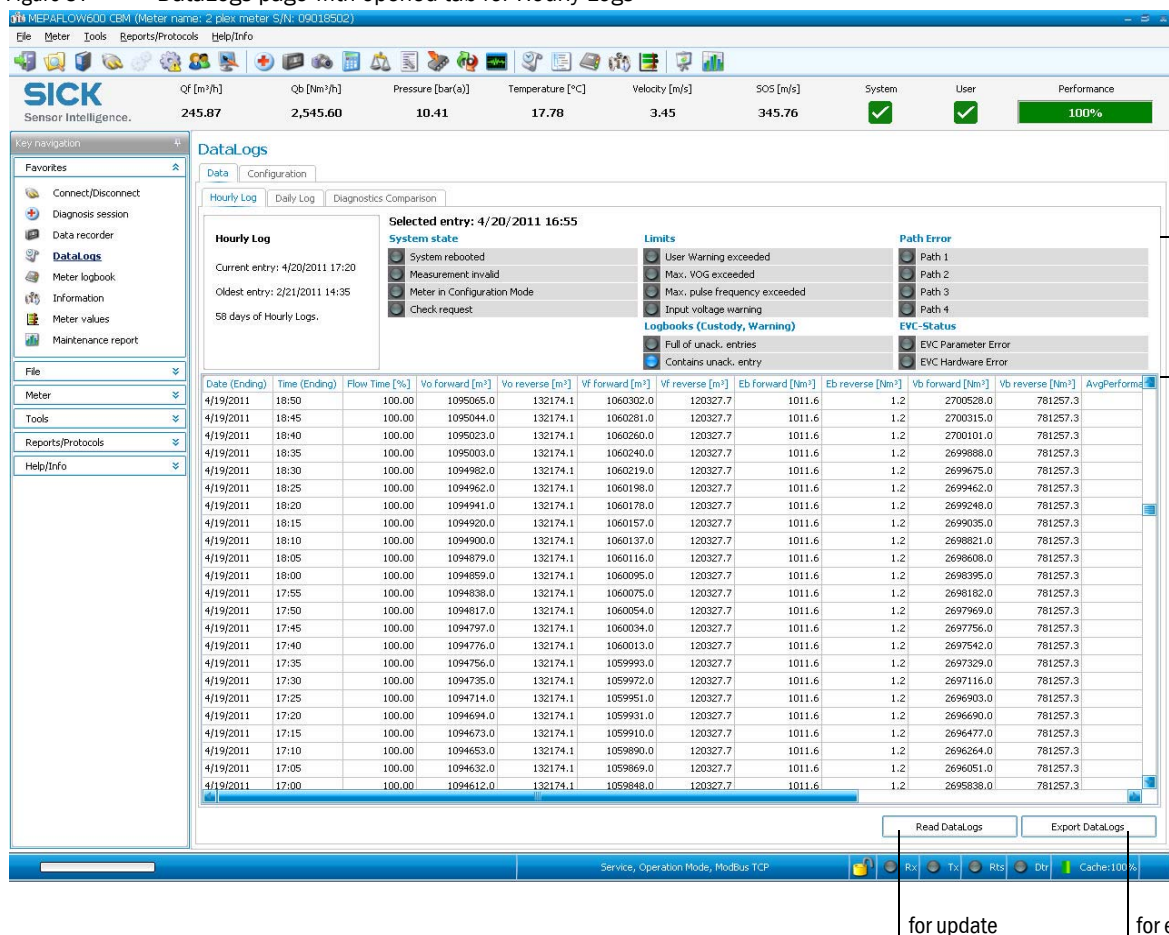 DataLogs page with opened tab for Hourly Logs
MEPAFLOW600 CBM (Meter name: 2 plex meter S/N: 09018502)
File Meter Tools Reports/Protocols Help/Info
SICK
Sensor Intelligence.
Qf [m³/h] Qb [Nm³/h] Pressure [bar(a)] Temperature [°C] Velocity [m/s] SOS [m/s] System User Performance
245.87 2,545.60 10.41 17.78 3.45 345.76 100%
Key navigation
Favorites
Connect/Disconnect
Diagnosis session
Data recorder
DataLogs
Meter logbook
Information
Meter values
Maintenance report
File
Meter
Tools
Reports/Protocols
Help/Info
DataLogs
Data Configuration
Hourly Log Daily Log Diagnostics Comparison
Hourly Log
Current entry: 4/20/2011 17:20
Oldest entry: 2/21/2011 14:35
58 days of Hourly Logs.
Selected entry: 4/20/2011 16:55
System state
System rebooted
Measurement invalid
Meter in Configuration Mode
Check request
Limits
User Warning exceeded
Max. VOG exceeded
Max. pulse frequency exceeded
Input voltage warning
Logbooks (Custody, Warning)
Full of unack. entries
Contains unack. entry
Path Error
Path 1
Path 2
Path 3
Path 4
EVC-Status
EVC Parameter Error
EVC Hardware Error
Date (Ending) Time (Ending) Flow Time [%] Vo forward [m³] Vo reverse [m³] Vf forward [m³] Vf reverse [m³] Eb forward [Nm³] Eb reverse [Nm³] Vb forward [Nm³] Vb reverse [Nm³] AvgPerforma
4/19/2011 18:50 100.00 1095065.0 132174.1 1060302.0 120327.7 1011.6 1.2 2700528.0 781257.3
4/19/2011 18:45 100.00 1095044.0 132174.1 1060281.0 120327.7 1011.6 1.2 2700315.0 781257.3
4/19/2011 18:40 100.00 1095023.0 132174.1 1060260.0 120327.7 1011.6 1.2 2700101.0 781257.3
4/19/2011 18:35 100.00 1095003.0 132174.1 1060240.0 120327.7 1011.6 1.2 2699888.0 781257.3
4/19/2011 18:30 100.00 1094982.0 132174.1 1060219.0 120327.7 1011.6 1.2 2699675.0 781257.3
4/19/2011 18:25 100.00 1094962.0 132174.1 1060198.0 120327.7 1011.6 1.2 2699462.0 781257.3
4/19/2011 18:20 100.00 1094941.0 132174.1 1060178.0 120327.7 1011.6 1.2 2699248.0 781257.3
4/19/2011 18:15 100.00 1094920.0 132174.1 1060157.0 120327.7 1011.6 1.2 2699035.0 781257.3
4/19/2011 18:10 100.00 1094900.0 132174.1 1060137.0 120327.7 1011.6 1.2 2698821.0 781257.3
4/19/2011 18:05 100.00 1094879.0 132174.1 1060116.0 120327.7 1011.6 1.2 2698608.0 781257.3
4/19/2011 18:00 100.00 1094859.0 132174.1 1060095.0 120327.7 1011.6 1.2 2698395.0 781257.3
4/19/2011 17:55 100.00 1094838.0 132174.1 1060075.0 120327.7 1011.6 1.2 2698182.0 781257.3
4/19/2011 17:50 100.00 1094817.0 132174.1 1060054.0 120327.7 1011.6 1.2 2697969.0 781257.3
4/19/2011 17:45 100.00 1094797.0 132174.1 1060034.0 120327.7 1011.6 1.2 2697756.0 781257.3
4/19/2011 17:40 100.00 1094776.0 132174.1 1060013.0 120327.7 1011.6 1.2 2697542.0 781257.3
4/19/2011 17:35 100.00 1094756.0 132174.1 1059993.0 120327.7 1011.6 1.2 2697329.0 781257.3
4/19/2011 17:30 100.00 1094735.0 132174.1 1059972.0 120327.7 1011.6 1.2 2697116.0 781257.3
4/19/2011 17:25 100.00 1094714.0 132174.1 1059951.0 120327.7 1011.6 1.2 2696903.0 781257.3
4/19/2011 17:20 100.00 1094694.0 132174.1 1059931.0 120327.7 1011.6 1.2 2696690.0 781257.3
4/19/2011 17:15 100.00 1094673.0 132174.1 1059910.0 120327.7 1011.6 1.2 2696477.0 781257.3
4/19/2011 17:10 100.00 1094653.0 132174.1 1059890.0 120327.7 1011.6 1.2 2696264.0 781257.3
4/19/2011 17:05 100.00 1094632.0 132174.1 1059869.0 120327.7 1011.6 1.2 2696051.0 781257.3
4/19/2011 17:00 100.00 1094612.0 132174.1 1059848.0 120327.7 1011.6 1.2 2695838.0 781257.3
Read DataLogs Export DataLogs
Service, Operation Mode, ModBus TCP Rx Tx Rts Dtr Cache:100%
for update for e